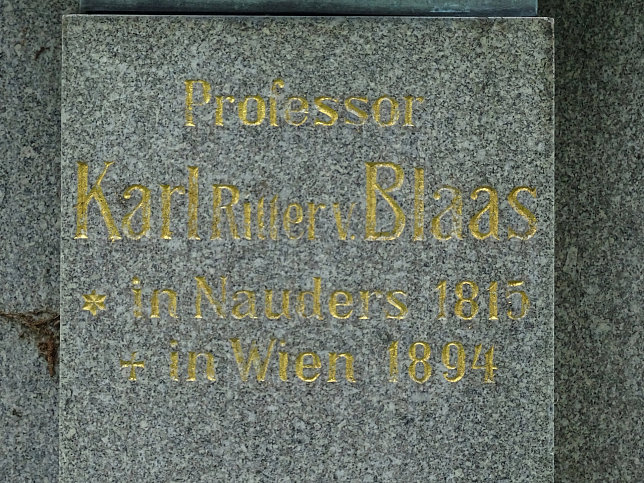 Professor
Karl Ritter v. Blaas
* in Nauders 1815
+ in Wien 1894